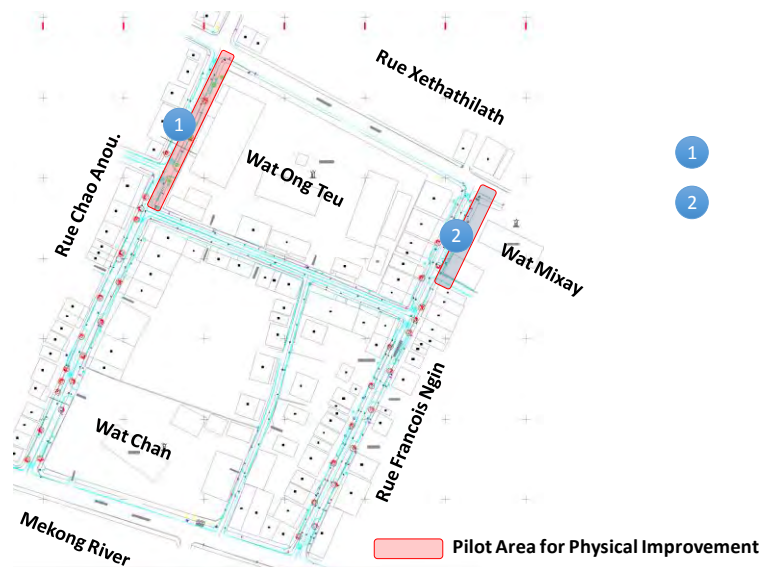 Rue Xethathilath
1
1
Wat Ong Teu
2
Rue Chao Anou.
2
Wat Mixay
Rue Francois Ngin
Wat Chan
Mekong River
Pilot Area for Physical Improvement